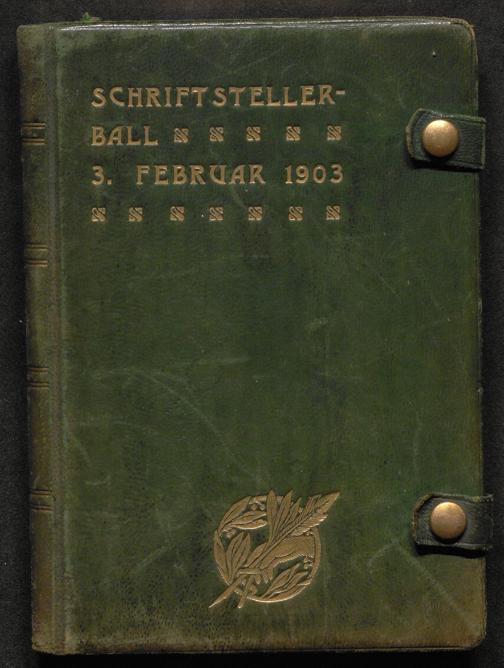 SCHRIFTSTELLER-
BALL
3. FEBRUAR 1903